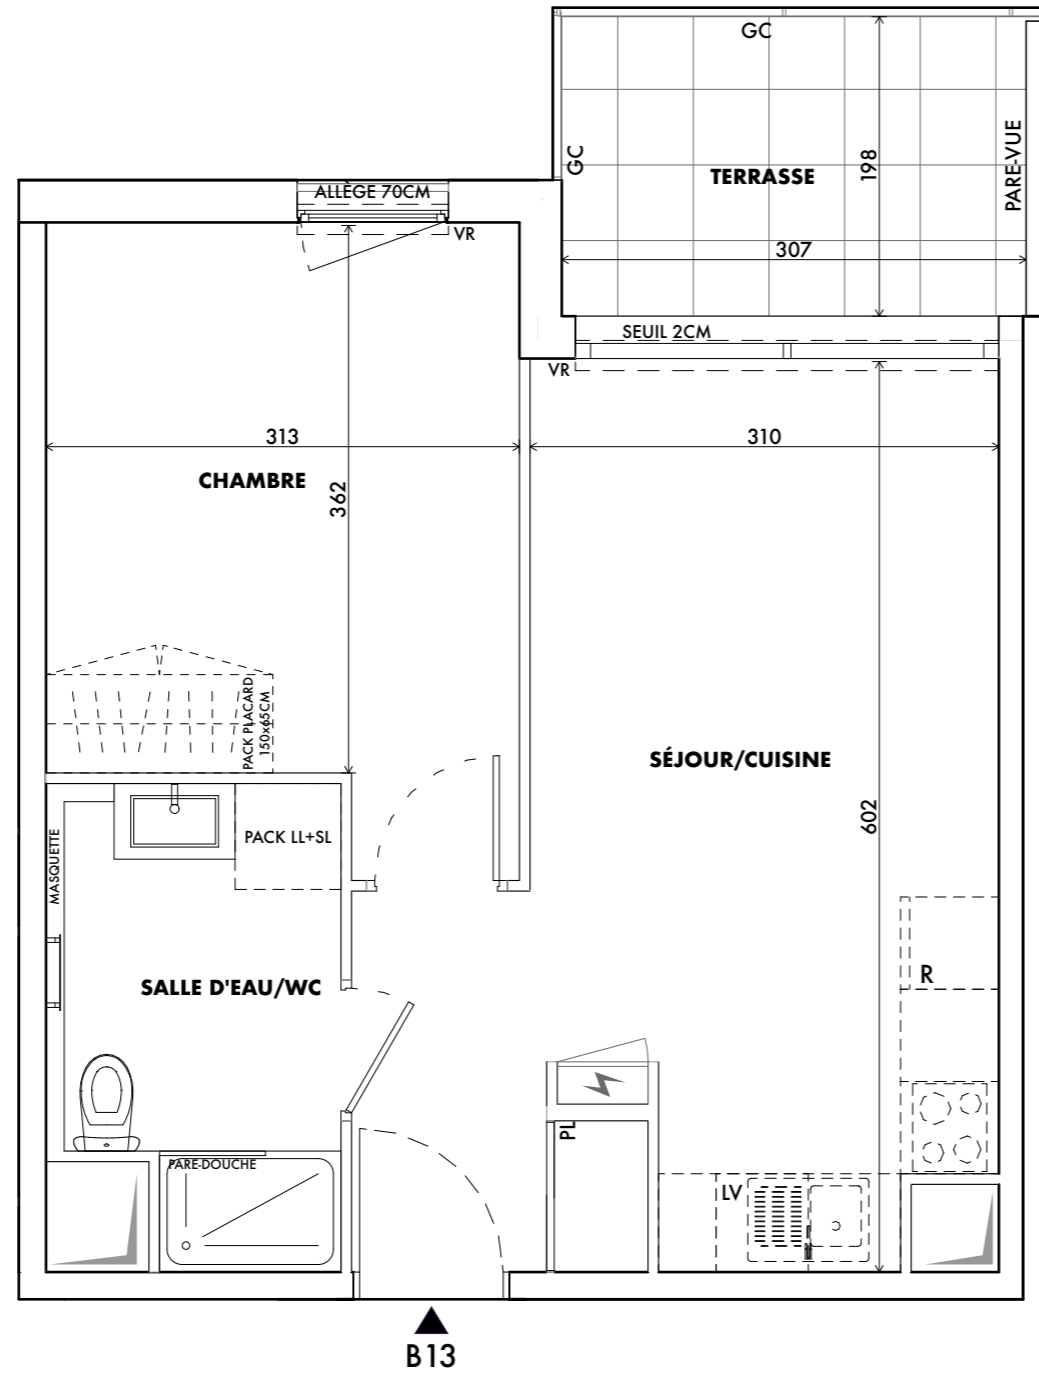 GC
GC
TERRASSE
198
PARE-VUE
307
ALLÈGE 70CM
VR
SEUIL 2CM
VR
313
310
CHAMBRE
362
PACK PLACARD
150x65CM
SÉJOUR/CUISINE
602
MASQUETTE
PACK LL+SL
SALLE D'EAU/WC
R
PL
PARE-DOUCHE
LV
B13